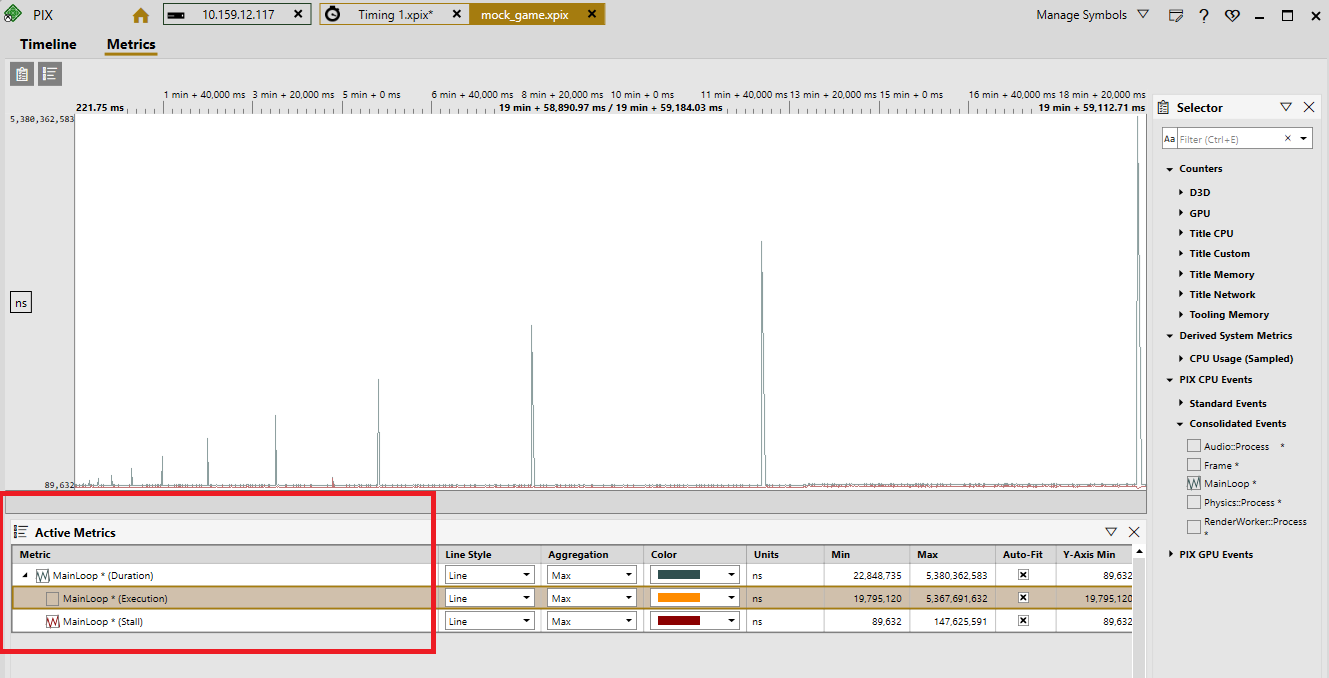 PIX
10.159.12.117
Timing 1.xpix*
mock_game.xpix
Manage Symbols
Timeline
Metrics
1 min + 40,000 ms
3 min + 20,000 ms
5 min + 0 ms
6 min + 40,000 ms
8 min + 20,000 ms
10 min + 0 ms
11 min + 40,000 ms
13 min + 20,000 ms
15 min + 0 ms
16 min + 40,000 ms
18 min + 20,000 ms
221.75 ms
19 min + 58,890.97 ms / 19 min + 59,184.03 ms
19 min + 59,112.71 ms
5,380,362,583
ns
89,632
Selector
Aa Filter (Ctrl+E)
Counters
D3D
GPU
Title CPU
Title Custom
Title Memory
Title Network
Tooling Memory
Derived System Metrics
CPU Usage (Sampled)
PIX CPU Events
Standard Events
Consolidated Events
Audio::Process *
Frame *
MainLoop *
Physics::Process *
RenderWorker::Process
*
PIX GPU Events
Active Metrics
Metric Line Style Aggregation Color Units Min Max Auto-Fit Y-Axis Min
MainLoop * (Duration) Line Max ns 22,848,735 5,380,362,583 89,632
MainLoop * (Execution) Line Max ns 19,795,120 5,367,691,632 19,795,120
MainLoop * (Stall) Line Max ns 89,632 147,625,591 89,632